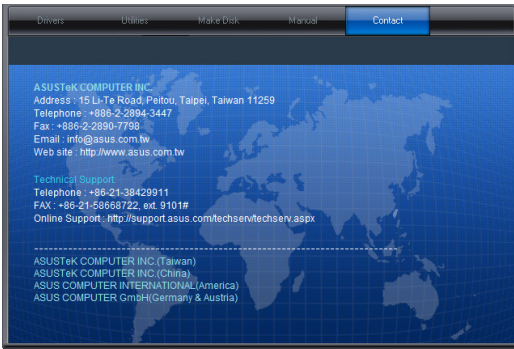 Drivers Utilities Make Disk Manual Contact
ASUSTeK COMPUTER INC.
Address : 15 Li-Te Road, Peitou, Taipei, Taiwan 11259
Telephone : +886-2-2894-3447
Fax : +886-2-2890-7798
Email : info@asus.com.tw
Web site : http://www.asus.com.tw
Technical Support
Telephone : +86-21-38429911
FAX : +86-21-58668722, ext. 9101#
Online Support : http://support.asus.com/techserv/techserv.aspx
ASUSTeK COMPUTER INC.(Taiwan)
ASUSTeK COMPUTER INC.(China)
ASUS COMPUTER INTERNATIONAL(America)
ASUS COMPUTER GmbH(Germany & Austria)